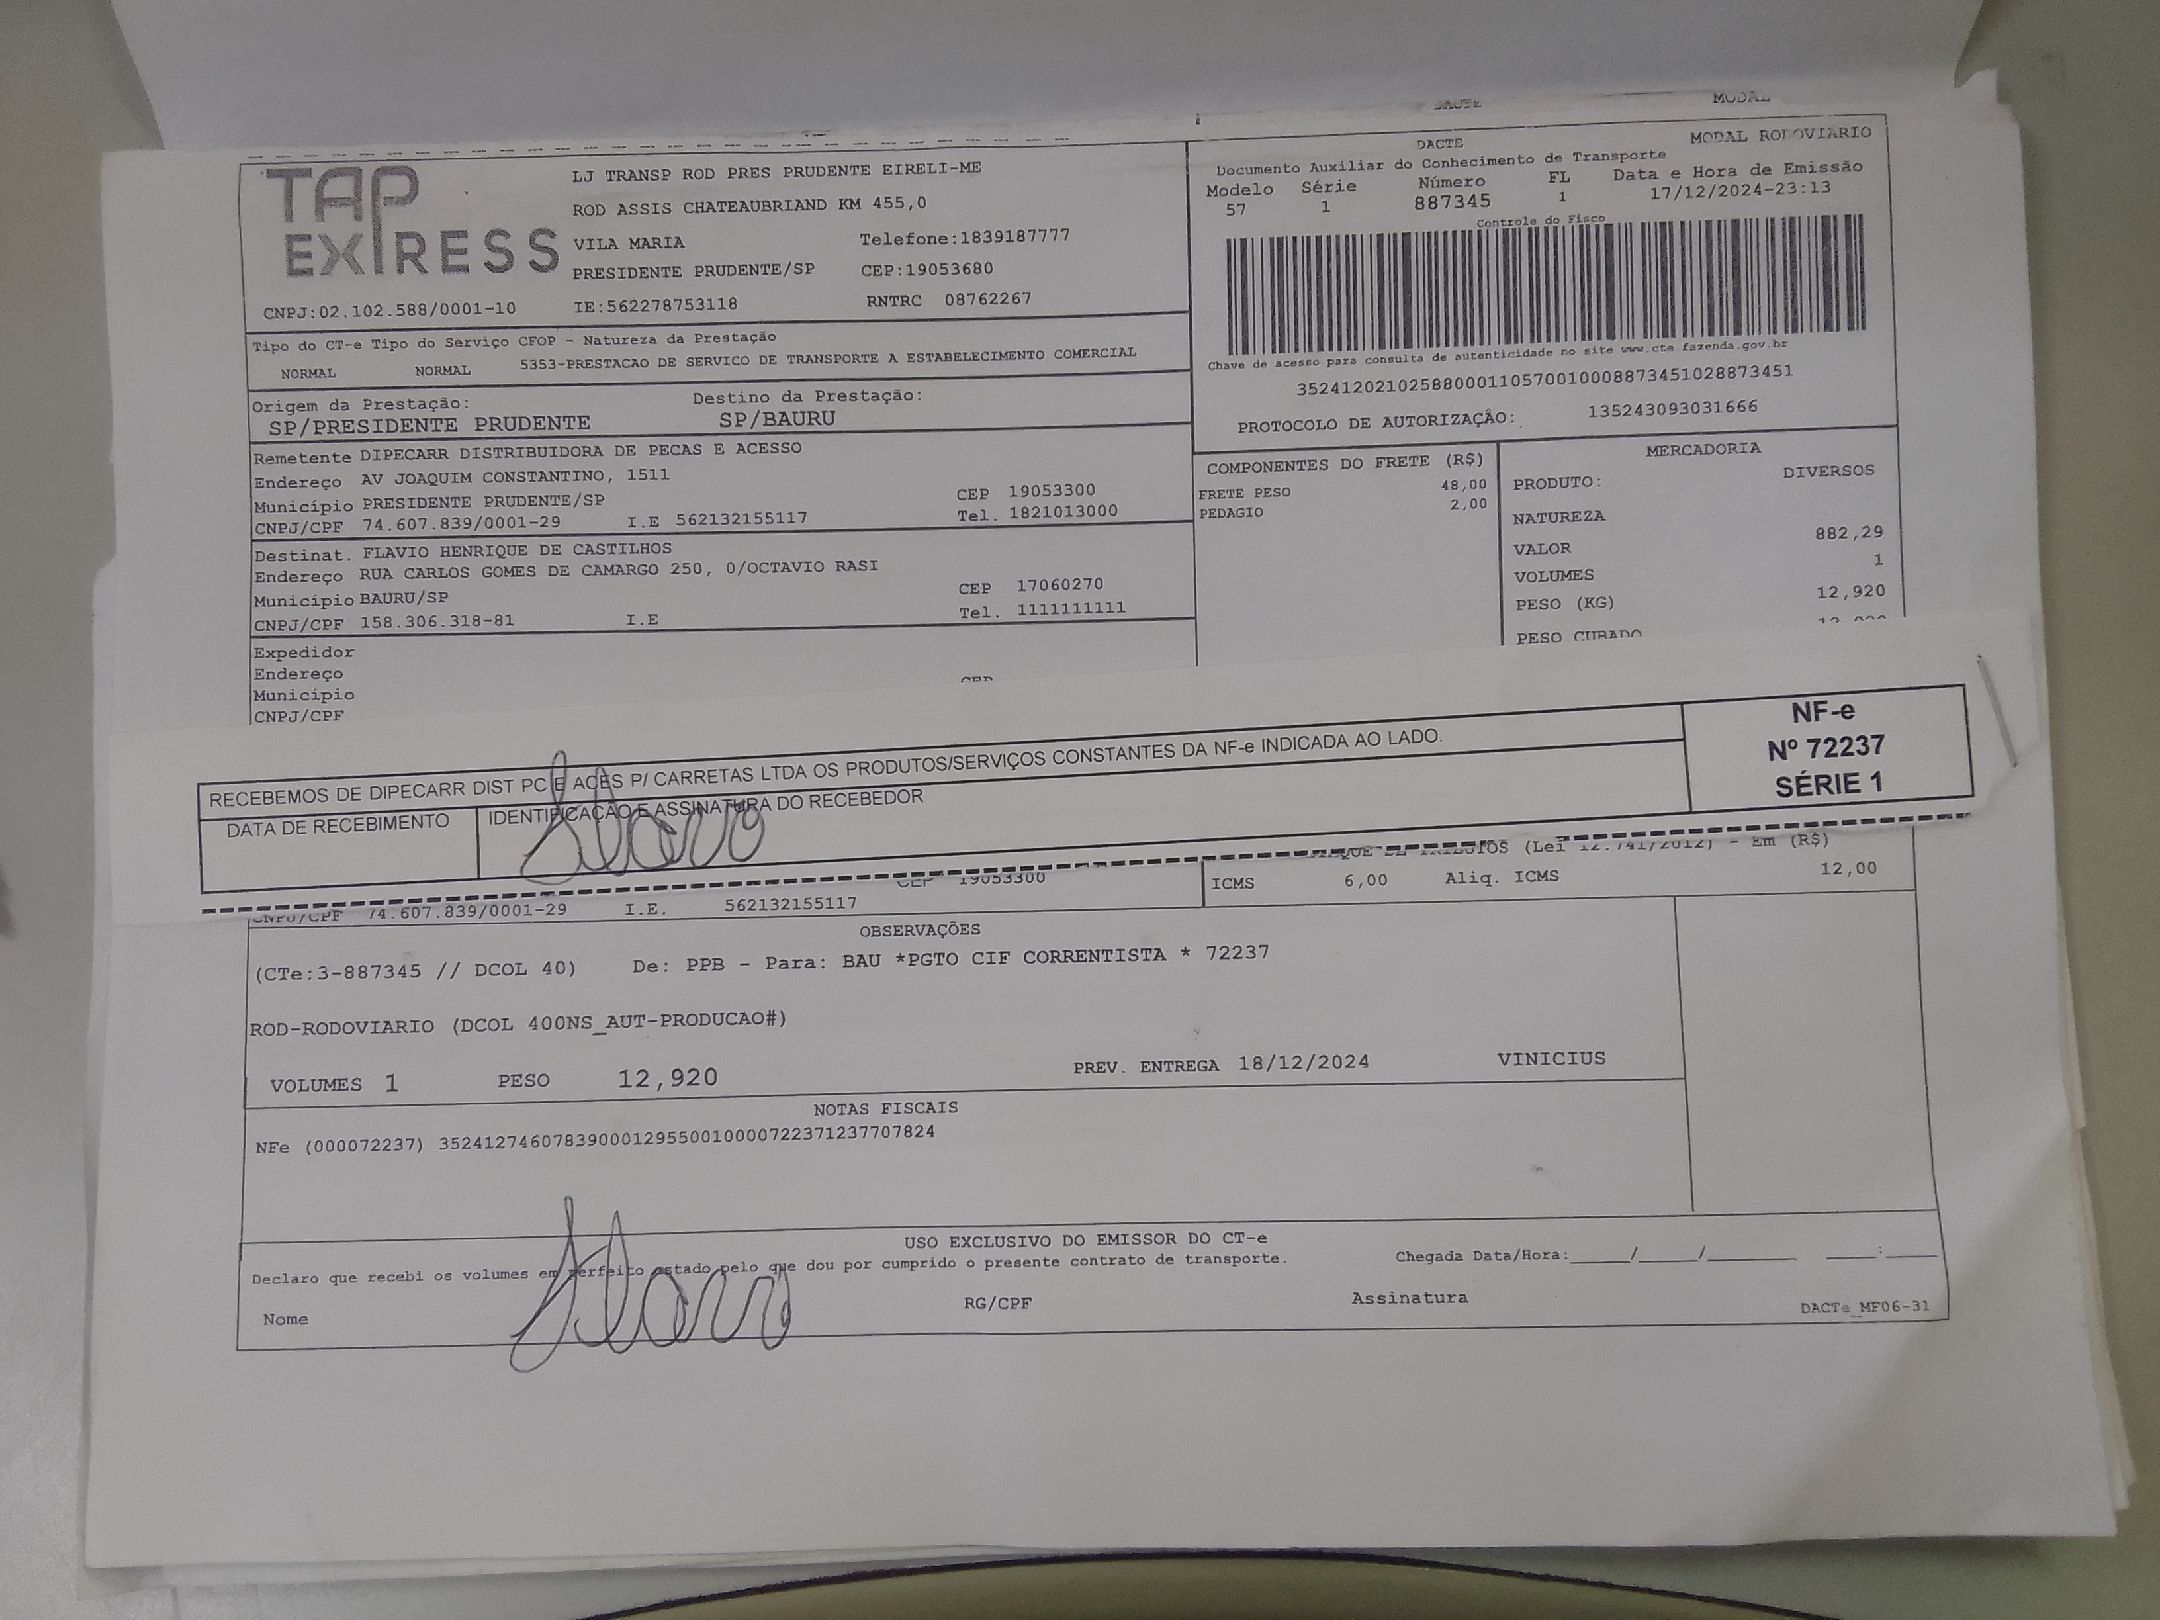 DACTE MODAL
TAP EXPRESS
LJ TRANSP ROD PRES PRUDENTE EIRELI-ME
ROD ASSIS CHATEAUBRIAND KM 455,0
VILA MARIA Telefone:1839187777
PRESIDENTE PRUDENTE/SP CEP:19053680
CNPJ:02.102.588/0001-10 IE:562278753118 RNTRC 08762267
DACTE MODAL RODOVIARIO
Documento Auxiliar do Conhecimento de Transporte
Modelo Série Número FL Data e Hora de Emissão
57 1 887345 1 17/12/2024-23:13
Controle do Fisco
Chave de acesso para consulta de autenticidade no site www.cte fazenda.gov.br
35241202102588000110570010008873451028873451
PROTOCOLO DE AUTORIZAÇÃO: 135243093031666
Tipo do CT-e Tipo do Serviço CFOP - Natureza da Prestação
NORMAL NORMAL 5353-PRESTACAO DE SERVICO DE TRANSPORTE A ESTABELECIMENTO COMERCIAL
Origem da Prestação: Destino da Prestação:
SP/PRESIDENTE PRUDENTE SP/BAURU
Remetente DIPECARR DISTRIBUIDORA DE PECAS E ACESSO
Endereço AV JOAQUIM CONSTANTINO, 1511
Município PRESIDENTE PRUDENTE/SP CEP 19053300
CNPJ/CPF 74.607.839/0001-29 I.E 562132155117 Tel. 1821013000
Destinat. FLAVIO HENRIQUE DE CASTILHOS
Endereço RUA CARLOS GOMES DE CAMARGO 250, 0/OCTAVIO RASI
Município BAURU/SP CEP 17060270
CNPJ/CPF 158.306.318-81 I.E Tel. 1111111111
Expedidor
Endereço
Município CEP
CNPJ/CPF
COMPONENTES DO FRETE (R$)
FRETE PESO 48,00
PEDAGIO 2,00
MERCADORIA
PRODUTO: DIVERSOS
NATUREZA
VALOR 882,29
VOLUMES 1
PESO (KG) 12,920
PESO CUBADO
RECEBEMOS DE DIPECARR DIST PC E ACES P/ CARRETAS LTDA OS PRODUTOS/SERVIÇOS CONSTANTES DA NF-e INDICADA AO LADO.
DATA DE RECEBIMENTO IDENTIFICAÇÃO E ASSINATURA DO RECEBEDOR
Flavio
NF-e
Nº 72237
SÉRIE 1
TRIBUTOS (Lei 12.741/2012) - Em (R$)
CEP 19053300 ICMS 6,00 Aliq. ICMS 12,00
CNPJ/CPF 74.607.839/0001-29 I.E. 562132155117
OBSERVAÇÕES
(CTe:3-887345 // DCOL 40) De: PPB - Para: BAU *PGTO CIF CORRENTISTA * 72237
ROD-RODOVIARIO (DCOL 400NS_AUT-PRODUCAO#)
VOLUMES 1 PESO 12,920 PREV. ENTREGA 18/12/2024 VINICIUS
NOTAS FISCAIS
NFe (000072237) 35241274607839000129550010000722371237707824
USO EXCLUSIVO DO EMISSOR DO CT-e
Declaro que recebi os volumes em perfeito estado pelo que dou por cumprido o presente contrato de transporte. Chegada Data/Hora:_____/_____/________ ____:____
Nome Flavio RG/CPF Assinatura DACTe_MF06-31